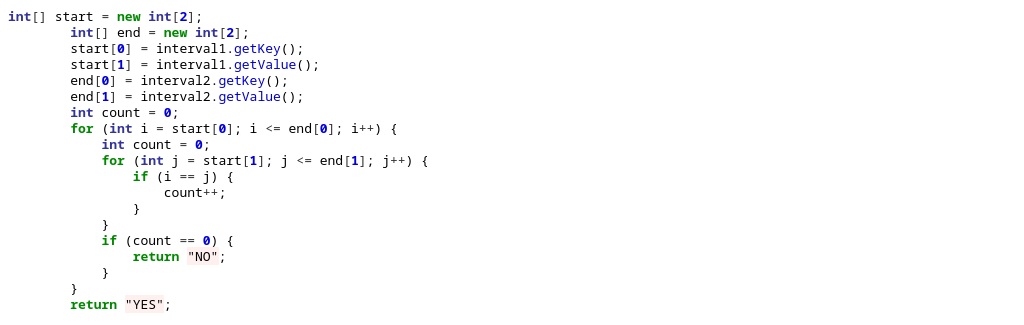 int[] start = new int[2];
        int[] end = new int[2];
        start[0] = interval1.getKey();
        start[1] = interval1.getValue();
        end[0] = interval2.getKey();
        end[1] = interval2.getValue();
        int count = 0;
        for (int i = start[0]; i <= end[0]; i++) {
            int count = 0;
            for (int j = start[1]; j <= end[1]; j++) {
                if (i == j) {
                    count++;
                }
            }
            if (count == 0) {
                return "NO";
            }
        }
        return "YES";